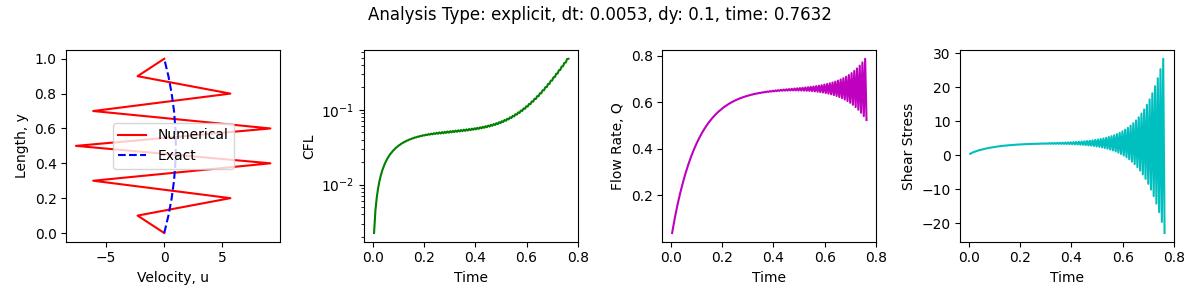 Analysis Type: explicit, dt: 0.0053, dy: 0.1, time: 0.7632
Length, y
1.0
0.8
0.6
0.4
0.2
0.0
Numerical
Exact
−5 0 5
Velocity, u
CFL
10⁻¹
10⁻²
0.0 0.2 0.4 0.6 0.8
Time
Flow Rate, Q
0.8
0.6
0.4
0.2
0.0 0.2 0.4 0.6 0.8
Time
Shear Stress
30
20
10
0
−10
−20
0.0 0.2 0.4 0.6 0.8
Time